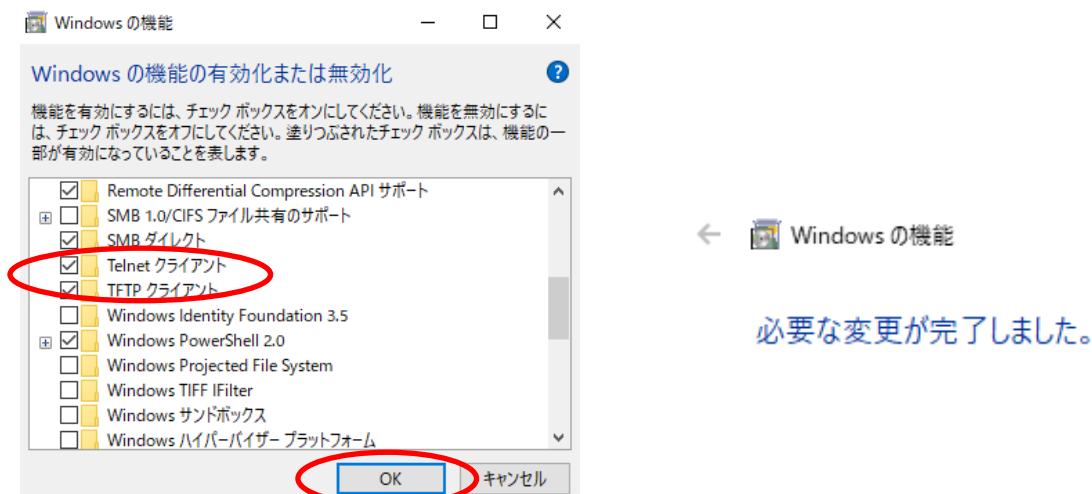 Windows の機能
Windows の機能の有効化または無効化
機能を有効にするには、チェック ボックスをオンにしてください。機能を無効にするに
は、チェック ボックスをオフにしてください。塗りつぶされたチェック ボックスは、機能の一
部が有効になっていることを表します。
Remote Differential Compression API サポート
SMB 1.0/CIFS ファイル共有のサポート
SMB ダイレクト
Telnet クライアント
TFTP クライアント
Windows Identity Foundation 3.5
Windows PowerShell 2.0
Windows Projected File System
Windows TIFF IFilter
Windows サンドボックス
Windows ハイパーバイザー プラットフォーム
OK
キャンセル
Windows の機能
必要な変更が完了しました。